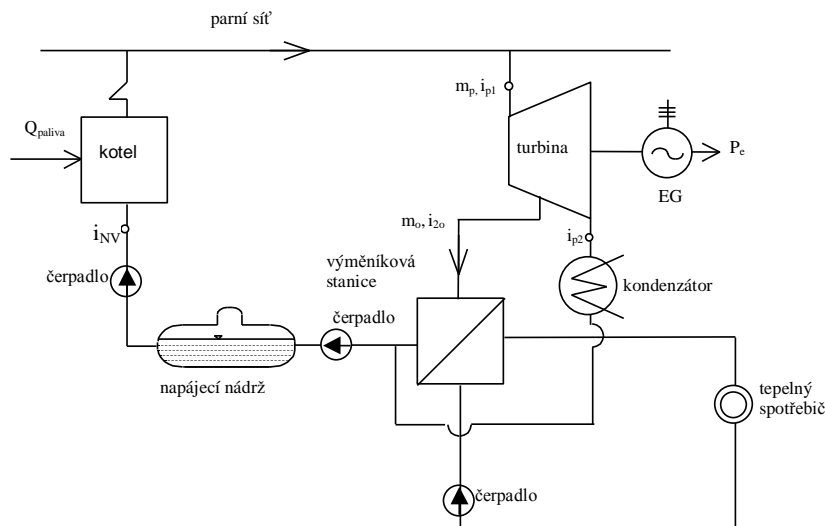 parní síť
m_p, i_p1
Q_paliva
kotel
turbina
P_e
EG
i_NV
m_o, i_2o
i_p2
čerpadlo
výměníková
stanice
kondenzátor
čerpadlo
napájecí nádrž
tepelný
spotřebič
čerpadlo